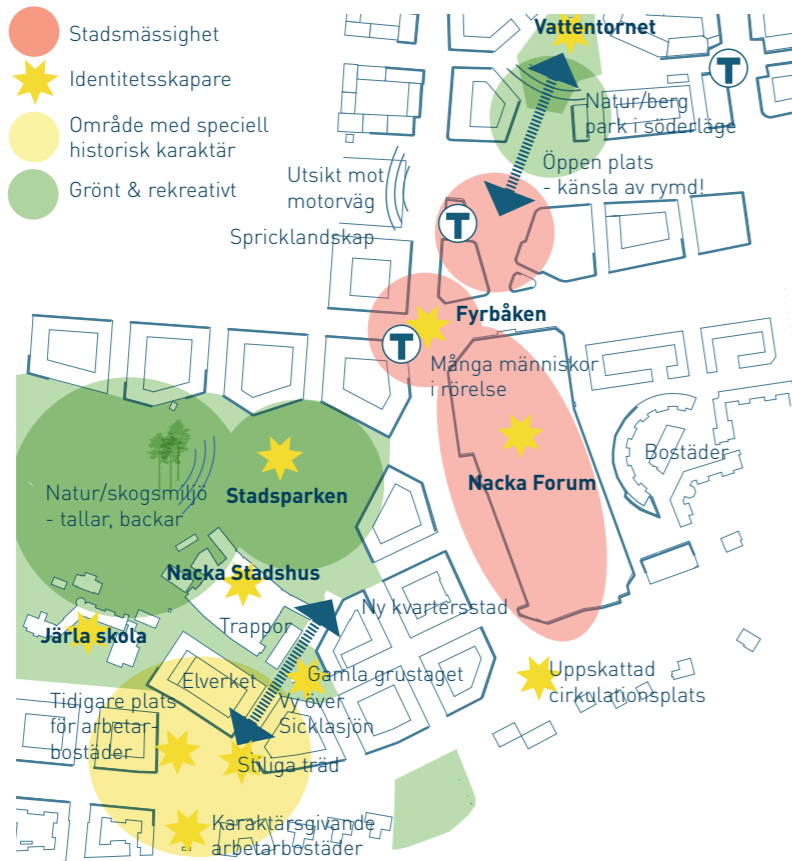 Stadsmässighet
Identitetsskapare
Område med speciell
historisk karaktär
Grönt & rekreativt
Vattentornet
T
Natur/berg
park i söderläge
Öppen plats
- känsla av rymd!
Utsikt mot
motorväg
Spricklandskap
T
Fyrbåken
T
Många människor
i rörelse
Bostäder
Nacka Forum
Natur/skogsmiljö
- tallar, backar
Stadsparken
Nacka Stadshus
Järla skola
Trappor
Ny kvartersstad
Elverket
Gamla grustaget
Uppskattad
cirkulationsplats
Tidigare plats
för arbetar-
bostäder
Vy över
Sicklasjön
Stiliga träd
Karaktärsgivande
arbetarbostäder